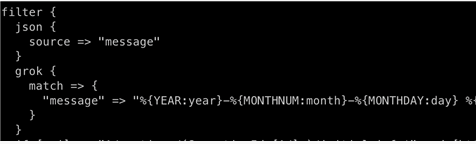 filter {
json {
source => "message"
}
grok {
match => {
"message" => "%{YEAR:year}-%{MONTHNUM:month}-%{MONTHDAY:day} %{
}
}